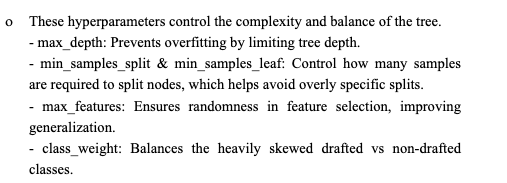 o These hyperparameters control the complexity and balance of the tree.
- max_depth: Prevents overfitting by limiting tree depth.
- min_samples_split & min_samples_leaf: Control how many samples
are required to split nodes, which helps avoid overly specific splits.
- max_features: Ensures randomness in feature selection, improving
generalization.
- class_weight: Balances the heavily skewed drafted vs non-drafted
classes.